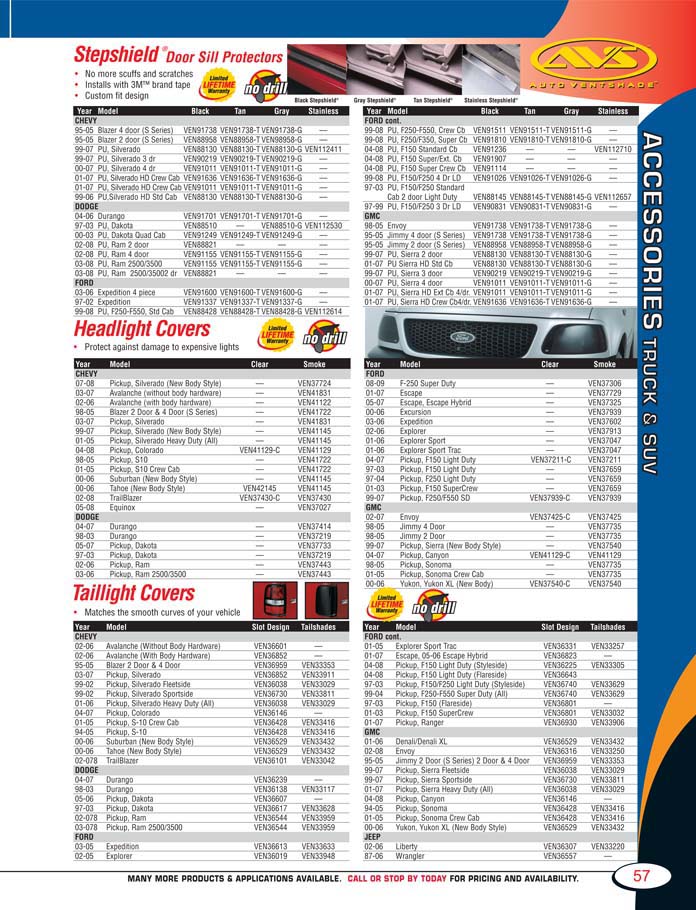 Stepshield® Door Sill Protectors
• No more scuffs and scratches
• Installs with 3M™ brand tape
• Custom fit design
Limited LIFETIME Warranty
no drill
Black Stepshield® Gray Stepshield® Tan Stepshield® Stainless Stepshield®
AVS
AUTO VENTSHADE
Year Model Black Tan Gray Stainless
CHEVY
95-05 Blazer 4 door (S Series) VEN91738 VEN91738-T VEN91738-G —
95-05 Blazer 2 door (S Series) VEN88958 VEN88958-T VEN88958-G —
99-07 PU, Silverado VEN88130 VEN88130-T VEN88130-G VEN112411
99-07 PU, Silverado 3 dr VEN90219 VEN90219-T VEN90219-G —
00-07 PU, Silverado 4 dr VEN91011 VEN91011-T VEN91011-G —
01-07 PU, Silverado HD Crew Cab VEN91636 VEN91636-T VEN91636-G —
01-07 PU, Silverado HD Crew Cab VEN91011 VEN91011-T VEN91011-G —
99-06 PU,Silverado HD Std Cab VEN88130 VEN88130-T VEN88130-G —
DODGE
04-06 Durango VEN91701 VEN91701-T VEN91701-G —
97-03 PU, Dakota VEN88510 — VEN88510-G VEN112530
00-03 PU, Dakota Quad Cab VEN91249 VEN91249-T VEN91249-G —
02-08 PU, Ram 2 door VEN88821 — — —
02-08 PU, Ram 4 door VEN91155 VEN91155-T VEN91155-G —
03-08 PU, Ram 2500/3500 VEN91155 VEN91155-T VEN91155-G —
03-08 PU, Ram 2500/35002 dr VEN88821 — — —
FORD
03-06 Expedition 4 piece VEN91600 VEN91600-T VEN91600-G —
97-02 Expedition VEN91337 VEN91337-T VEN91337-G —
99-08 PU, F250-F550, Std Cab VEN88428 VEN88428-T VEN88428-G VEN112614
Year Model Black Tan Gray Stainless
FORD cont.
99-08 PU, F250-F550, Crew Cb VEN91511 VEN91511-T VEN91511-G —
99-08 PU, F250/F350, Super Cb VEN91810 VEN91810-T VEN91810-G —
04-08 PU, F150 Standard Cb VEN91236 — — VEN112710
04-08 PU, F150 Super/Ext. Cb VEN91907 — — —
04-08 PU, F150 Super Crew Cb VEN91114 — — —
99-08 PU, F150/F250 4 Dr LD VEN91026 VEN91026-T VEN91026-G —
97-03 PU, F150/F250 Standard
Cab 2 door Light Duty VEN88145 VEN88145-T VEN88145-G VEN112657
97-99 PU, F150/F250 3 Dr LD VEN90831 VEN90831-T VEN90831-G —
GMC
98-05 Envoy VEN91738 VEN91738-T VEN91738-G —
95-05 Jimmy 4 door (S Series) VEN91738 VEN91738-T VEN91738-G —
95-05 Jimmy 2 door (S Series) VEN88958 VEN88958-T VEN88958-G —
99-07 PU, Sierra 2 door VEN88130 VEN88130-T VEN88130-G —
01-07 PU Sierra HD Std Cb VEN88130 VEN88130-T VEN88130-G —
99-07 PU, Sierra 3 door VEN90219 VEN90219-T VEN90219-G —
00-07 PU, Sierra 4 door VEN91011 VEN91011-T VEN91011-G —
01-07 PU, Sierra HD Ext Cb 4/dr. VEN91011 VEN91011-T VEN91011-G —
01-07 PU, Sierra HD Crew Cb4/dr. VEN91636 VEN91636-T VEN91637-G —
Headlight Covers
• Protect against damage to expensive lights
Limited LIFETIME Warranty
no drill
Ford
Year Model Clear Smoke
CHEVY
07-08 Pickup, Silverado (New Body Style) — VEN37724
03-07 Avalanche (without body hardware) — VEN41831
02-06 Avalanche (with body hardware) — VEN41122
98-05 Blazer 2 Door & 4 Door (S Series) — VEN41722
03-07 Pickup, Silverado — VEN41831
99-07 Pickup, Silverado (New Body Style) — VEN41145
01-05 Pickup, Silverado Heavy Duty (All) — VEN41145
04-08 Pickup, Colorado VEN41129-C VEN41129
98-05 Pickup, S10 — VEN41722
01-05 Pickup, S10 Crew Cab — VEN41722
00-06 Suburban (New Body Style) — VEN41145
00-06 Tahoe (New Body Style) VEN42145 VEN41145
02-08 TrailBlazer VEN37430-C VEN37430
05-08 Equinox — VEN37027
DODGE
04-07 Durango — VEN37414
98-03 Durango — VEN37219
05-07 Pickup, Dakota — VEN37733
97-03 Pickup, Dakota — VEN37219
02-06 Pickup, Ram — VEN37443
03-06 Pickup, Ram 2500/3500 — VEN37443
Year Model Clear Smoke
FORD
08-09 F-250 Super Duty — VEN37306
01-07 Escape — VEN37729
05-07 Escape, Escape Hybrid — VEN37325
00-06 Excursion — VEN37939
03-06 Expedition — VEN37602
02-06 Explorer — VEN37913
01-06 Explorer Sport — VEN37047
01-06 Explorer Sport Trac — VEN37047
04-07 Pickup, F150 Light Duty VEN37211-C VEN37211
97-03 Pickup, F150 Light Duty — VEN37659
97-04 Pickup, F250 Light Duty — VEN37659
01-03 Pickup, F150 SuperCrew — VEN37659
99-07 Pickup, F250/F550 SD VEN37939-C VEN37939
GMC
02-07 Envoy VEN37425-C VEN37425
98-05 Jimmy 4 Door — VEN37735
98-05 Jimmy 2 Door — VEN37735
99-07 Pickup, Sierra (New Body Style) — VEN37540
04-07 Pickup, Canyon VEN41129-C VEN41129
98-05 Pickup, Sonoma — VEN37735
01-05 Pickup, Sonoma Crew Cab — VEN37735
00-06 Yukon, Yukon XL (New Body) VEN37540-C VEN37540
Taillight Covers
• Matches the smooth curves of your vehicle
Limited LIFETIME Warranty
no drill
Year Model Slot Design Tailshades
CHEVY
02-06 Avalanche (Without Body Hardware) VEN36601 —
02-06 Avalanche (With Body Hardware) VEN36852 —
95-05 Blazer 2 Door & 4 Door VEN36959 VEN33353
03-07 Pickup, Silverado VEN36852 VEN33911
99-02 Pickup, Silverado Fleetside VEN36038 VEN33029
99-02 Pickup, Silverado Sportside VEN36730 VEN33811
01-06 Pickup, Silverado Heavy Duty (All) VEN36038 VEN33029
04-07 Pickup, Colorado VEN36146 —
01-05 Pickup, S-10 Crew Cab VEN36428 VEN33416
94-05 Pickup, S-10 VEN36428 VEN33416
00-06 Suburban (New Body Style) VEN36529 VEN33432
00-06 Tahoe (New Body Style) VEN36529 VEN33432
02-078 TrailBlazer VEN36101 VEN33042
DODGE
04-07 Durango VEN36239 —
98-03 Durango VEN36138 VEN33117
05-06 Pickup, Dakota VEN36607 —
97-03 Pickup, Dakota VEN36617 VEN33628
02-078 Pickup, Ram VEN36544 VEN33959
03-078 Pickup, Ram 2500/3500 VEN36544 VEN33959
FORD
03-05 Expedition VEN36613 VEN33633
02-05 Explorer VEN36019 VEN33948
Year Model Slot Design Tailshades
FORD cont.
01-05 Explorer Sport Trac VEN36331 VEN33257
01-07 Escape, 05-06 Escape Hybrid VEN36823 —
04-08 Pickup, F150 Light Duty (Styleside) VEN36225 VEN33305
04-08 Pickup, F150 Light Duty (Flareside) VEN36643
97-03 Pickup, F150/F250 Light Duty (Styleside) VEN36740 VEN33629
99-04 Pickup, F250-F550 Super Duty (All) VEN36740 VEN33629
97-03 Pickup, F150 (Flareside) VEN36801 —
01-03 Pickup, F150 SuperCrew VEN36801 VEN33032
01-07 Pickup, Ranger VEN36930 VEN33906
GMC
01-06 Denali/Denali XL VEN36529 VEN33432
02-08 Envoy VEN36316 VEN33250
95-05 Jimmy 2 Door (S Series) 2 Door & 4 Door VEN36959 VEN33353
99-07 Pickup, Sierra Fleetside VEN36038 VEN33029
99-07 Pickup, Sierra Sportside VEN36730 VEN33811
01-07 Pickup, Sierra Heavy Duty (All) VEN36038 VEN33029
04-08 Pickup, Canyon VEN36146 —
94-05 Pickup, Sonoma VEN36428 VEN33416
01-05 Pickup, Sonoma Crew Cab VEN36428 VEN33416
00-06 Yukon, Yukon XL (New Body Style) VEN36529 VEN33432
JEEP
02-06 Liberty VEN36307 VEN33220
87-06 Wrangler VEN36557 —
ACCESSORIES TRUCK & SUV
MANY MORE PRODUCTS & APPLICATIONS AVAILABLE. CALL OR STOP BY TODAY FOR PRICING AND AVAILABILITY.
57